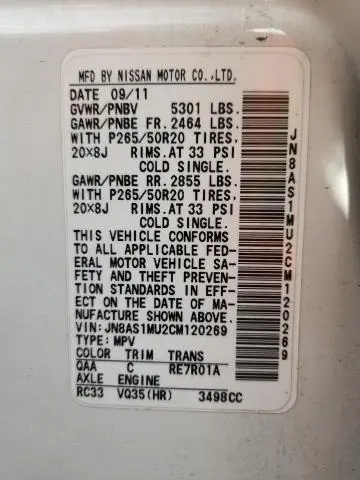 MFD BY NISSAN MOTOR CO.,LTD.
DATE 09/11
GVWR/PNBV 5301 LBS.
GAWR/PNBE FR. 2464 LBS.
WITH P265/50R20 TIRES,
20×8J RIMS.AT 33 PSI
COLD SINGLE.
GAWR/PNBE RR. 2855 LBS.
WITH P265/50R20 TIRES,
20×8J RIMS.AT 33 PSI
COLD SINGLE.
THIS VEHICLE CONFORMS
TO ALL APPLICABLE FED-
ERAL MOTOR VEHICLE SA-
FETY AND THEFT PREVEN-
TION STANDARDS IN EFF-
ECT ON THE DATE OF MA-
NUFACTURE SHOWN ABOVE.
VIN:JN8AS1MU2CM120269
TYPE:MPV
COLOR TRIM TRANS
QAA C RE7R01A
AXLE ENGINE
RC33 VQ35(HR) 3498CC
JN8AS1MU2CM120269